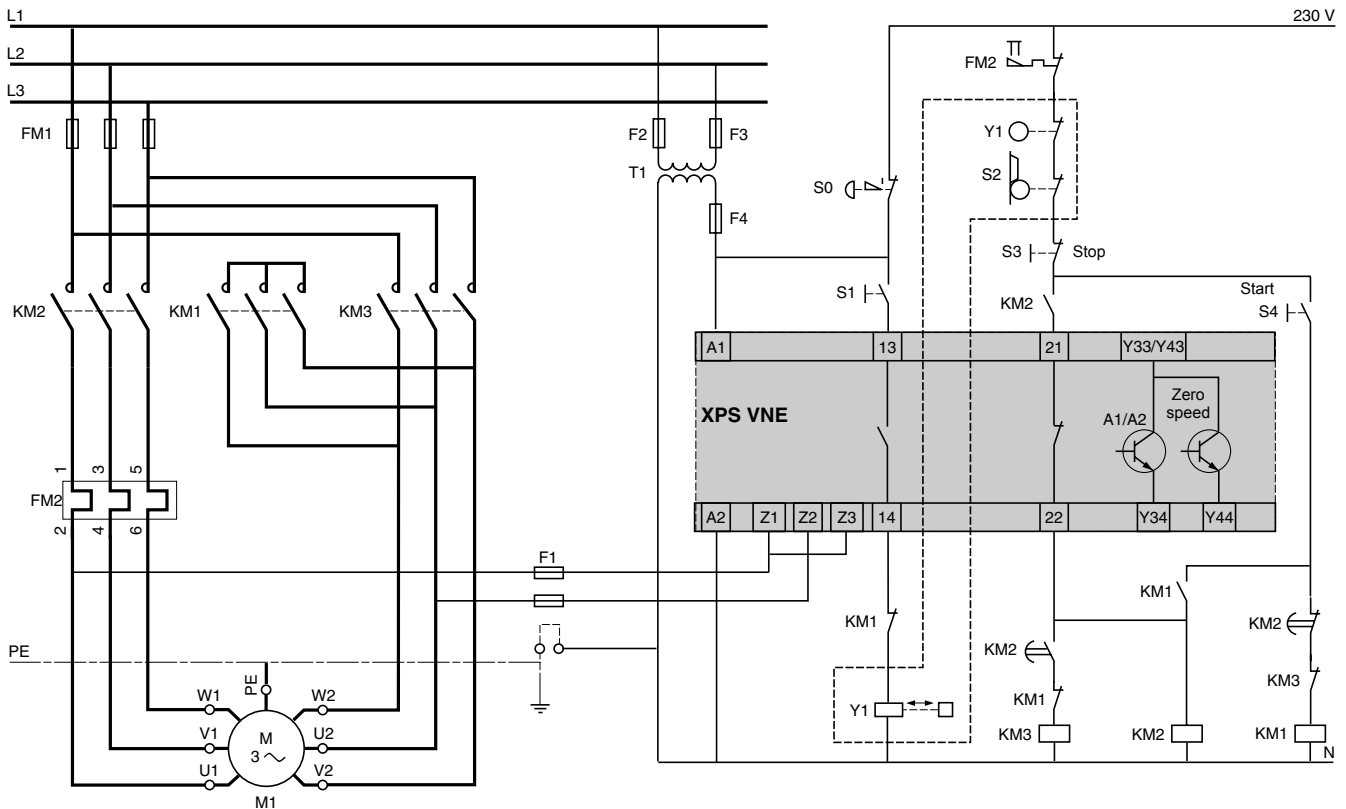 L1
230 V
L2
FM2
L3
FM1
F2
F3
Y1
T1
S2
S0
F4
S3
Stop
S1
KM2
Start
S4
KM2
KM1
KM3
A1
13
21
Y33/Y43
XPS VNE
A1/A2
Zero
speed
1
3
5
FM2
2
4
6
A2
Z1
Z2
Z3
14
22
Y34
Y44
F1
KM1
KM1
KM2
KM2
PE
PE
KM1
KM3
W1
W2
Y1
V1
M
3
U2
KM3
KM2
KM1
N
U1
V2
M1